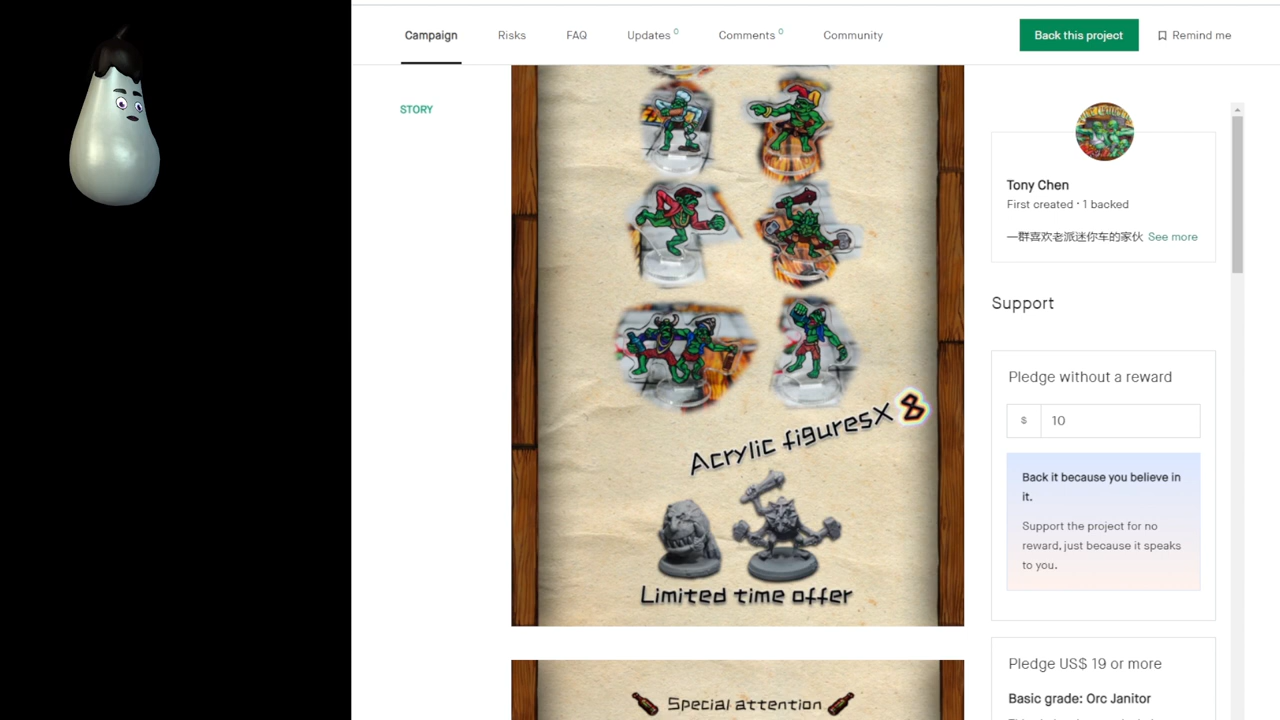 Campaign
Risks
FAQ
Updates 0
Comments 0
Community
Back this project
Remind me
STORY
Acrylic figuresX 8
Limited time offer
Special attention
Tony Chen
First created · 1 backed
一群喜欢老派迷你车的家伙 See more
Support
Pledge without a reward
$ 10
Back it because you believe in
it.
Support the project for no
reward, just because it speaks
to you.
Pledge US$ 19 or more
Basic grade: Orc Janitor